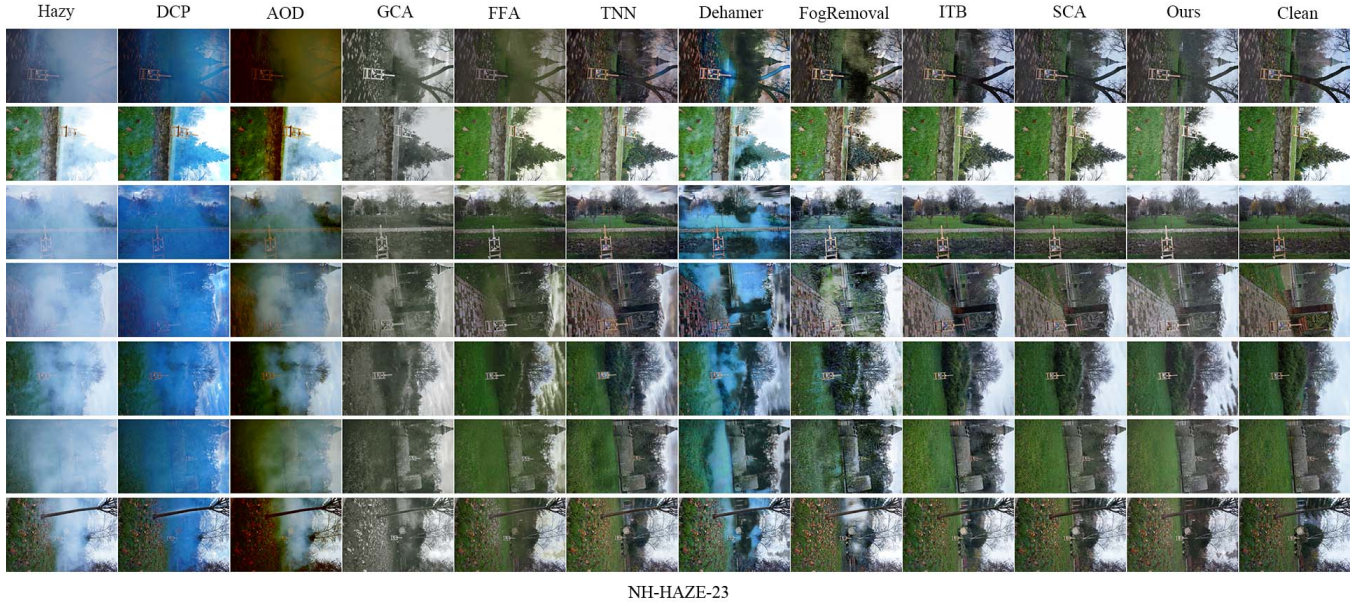 Hazy DCP AOD GCA FFA TNN Dehamer FogRemoval ITB SCA Ours Clean
NH-HAZE-23